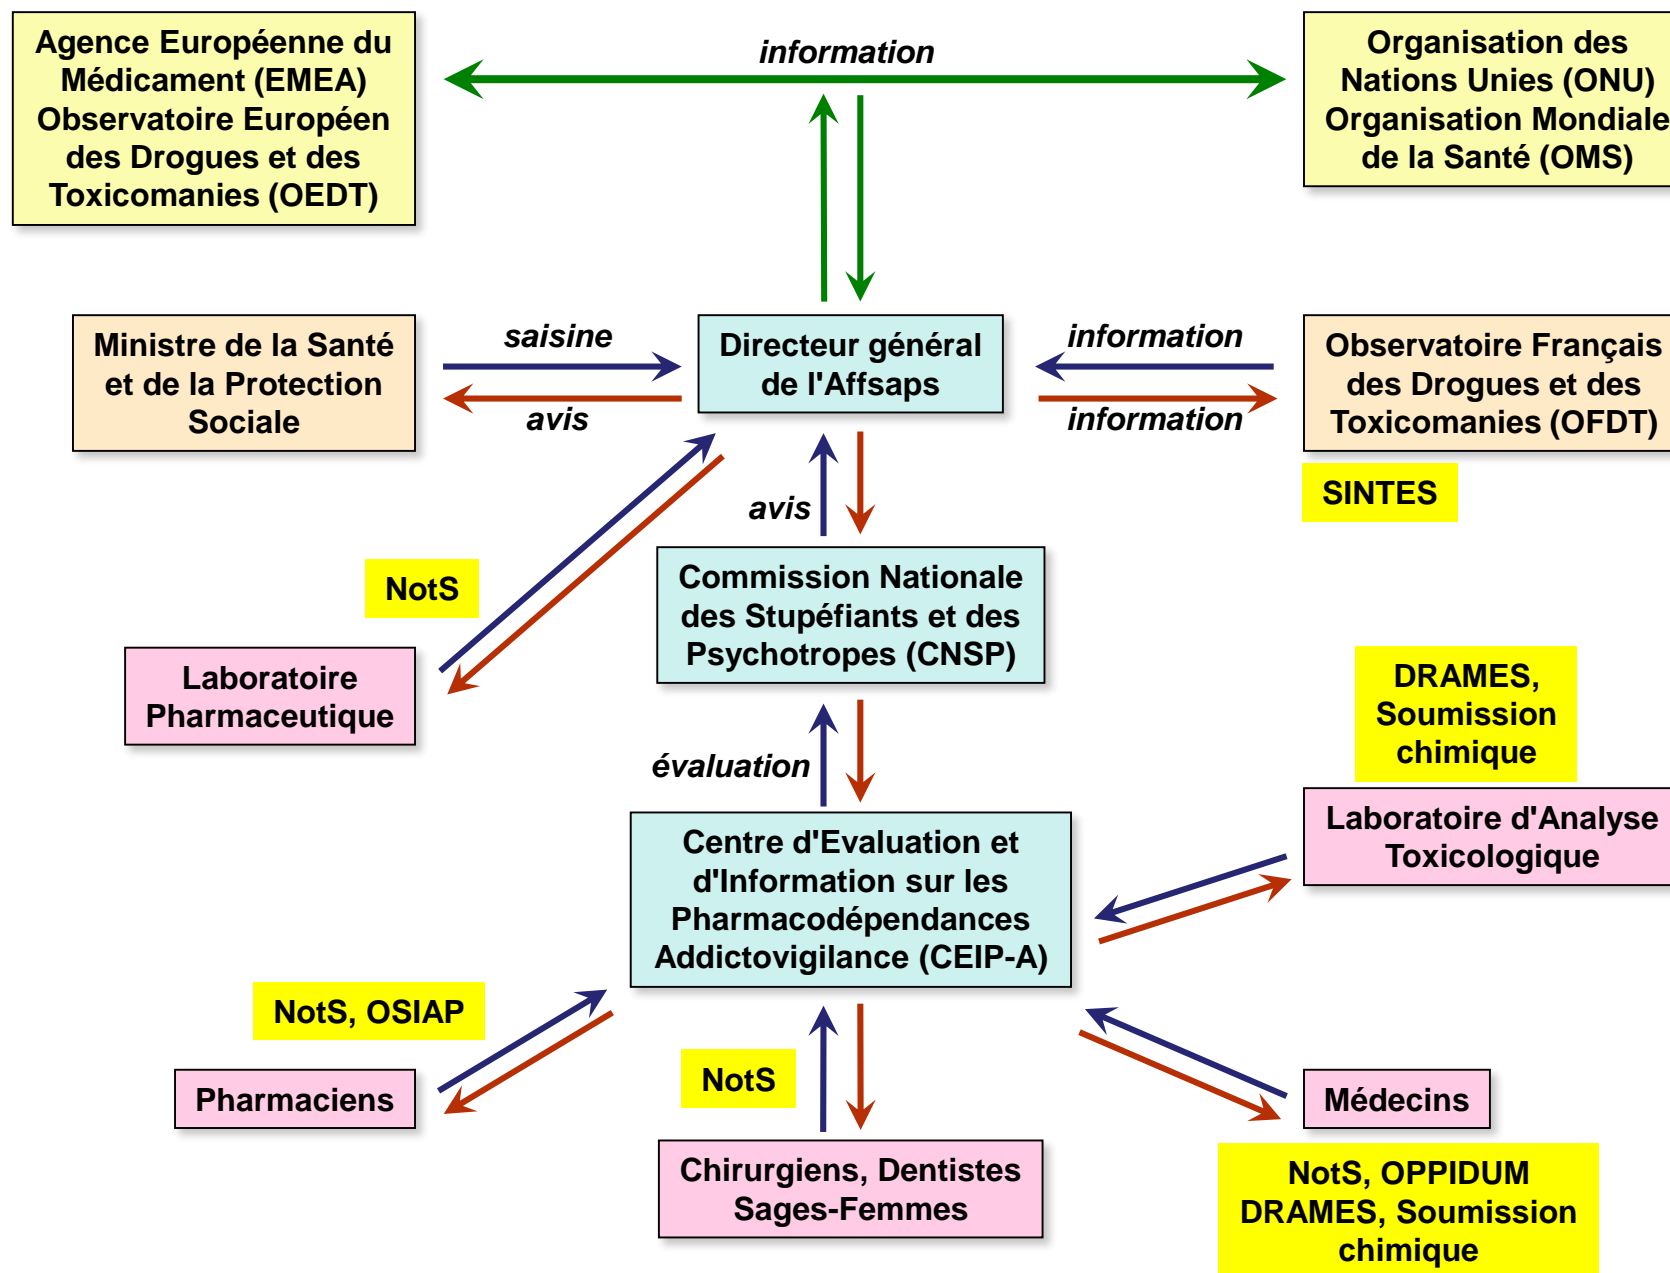 Agence Européenne du
Médicament (EMEA)
Observatoire Européen
des Drogues et des
Toxicomanies (OEDT)
information
Organisation des
Nations Unies (ONU)
Organisation Mondiale
de la Santé (OMS)
Ministre de la Santé
et de la Protection
Sociale
saisine
avis
Directeur général
de l'Affsaps
information
information
Observatoire Français
des Drogues et des
Toxicomanies (OFDT)
SINTES
avis
NotS
Commission Nationale
des Stupéfiants et des
Psychotropes (CNSP)
Laboratoire
Pharmaceutique
DRAMES,
Soumission
chimique
évaluation
Laboratoire d'Analyse
Toxicologique
Centre d'Evaluation et
d'Information sur les
Pharmacodépendances
Addictovigilance (CEIP-A)
NotS, OSIAP
NotS
Pharmaciens
Médecins
Chirurgiens, Dentistes
Sages-Femmes
NotS, OPPIDUM
DRAMES, Soumission
chimique